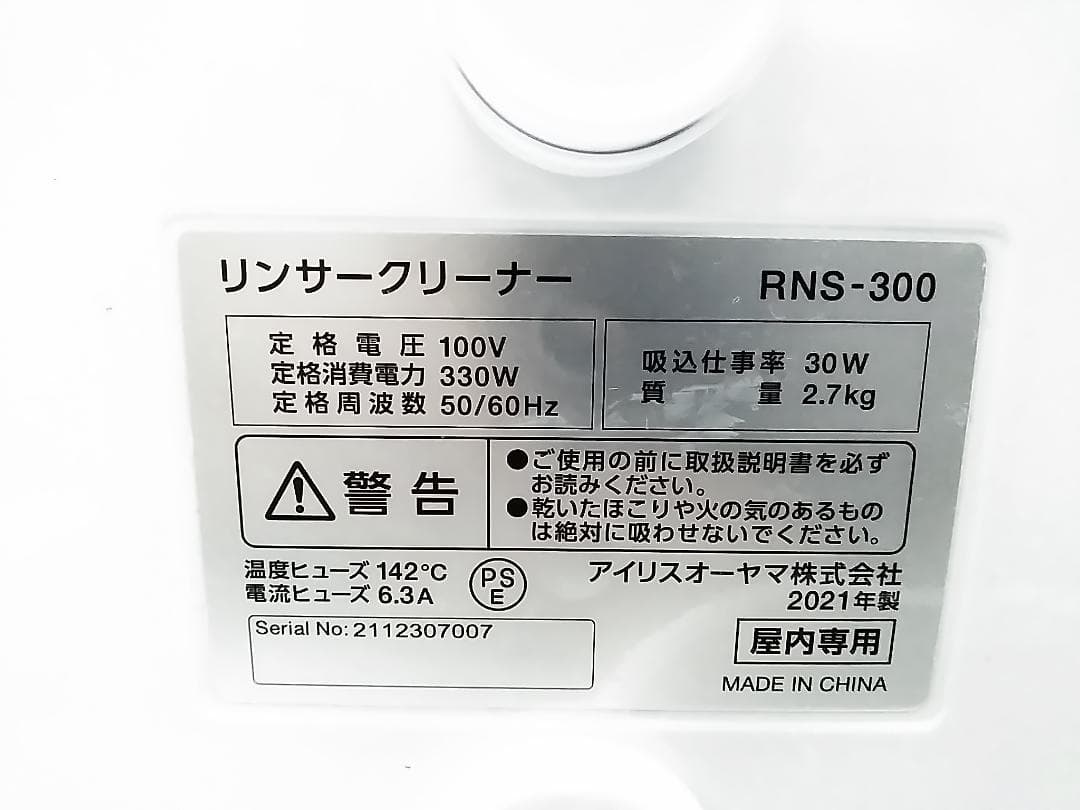 リンサークリーナー RNS-300
定格電圧 100V
定格消費電力 330W
定格周波数 50/60Hz
吸込仕事率 30W
質量 2.7kg
警告
●ご使用の前に取扱説明書を必ず
お読みください。
●乾いたほこりや火の気のあるもの
は絶対に吸わせないでください。
温度ヒューズ 142℃
電流ヒューズ 6.3A
PS
E
アイリスオーヤマ株式会社
2021年製
Serial No: 2112307007
屋内専用
MADE IN CHINA